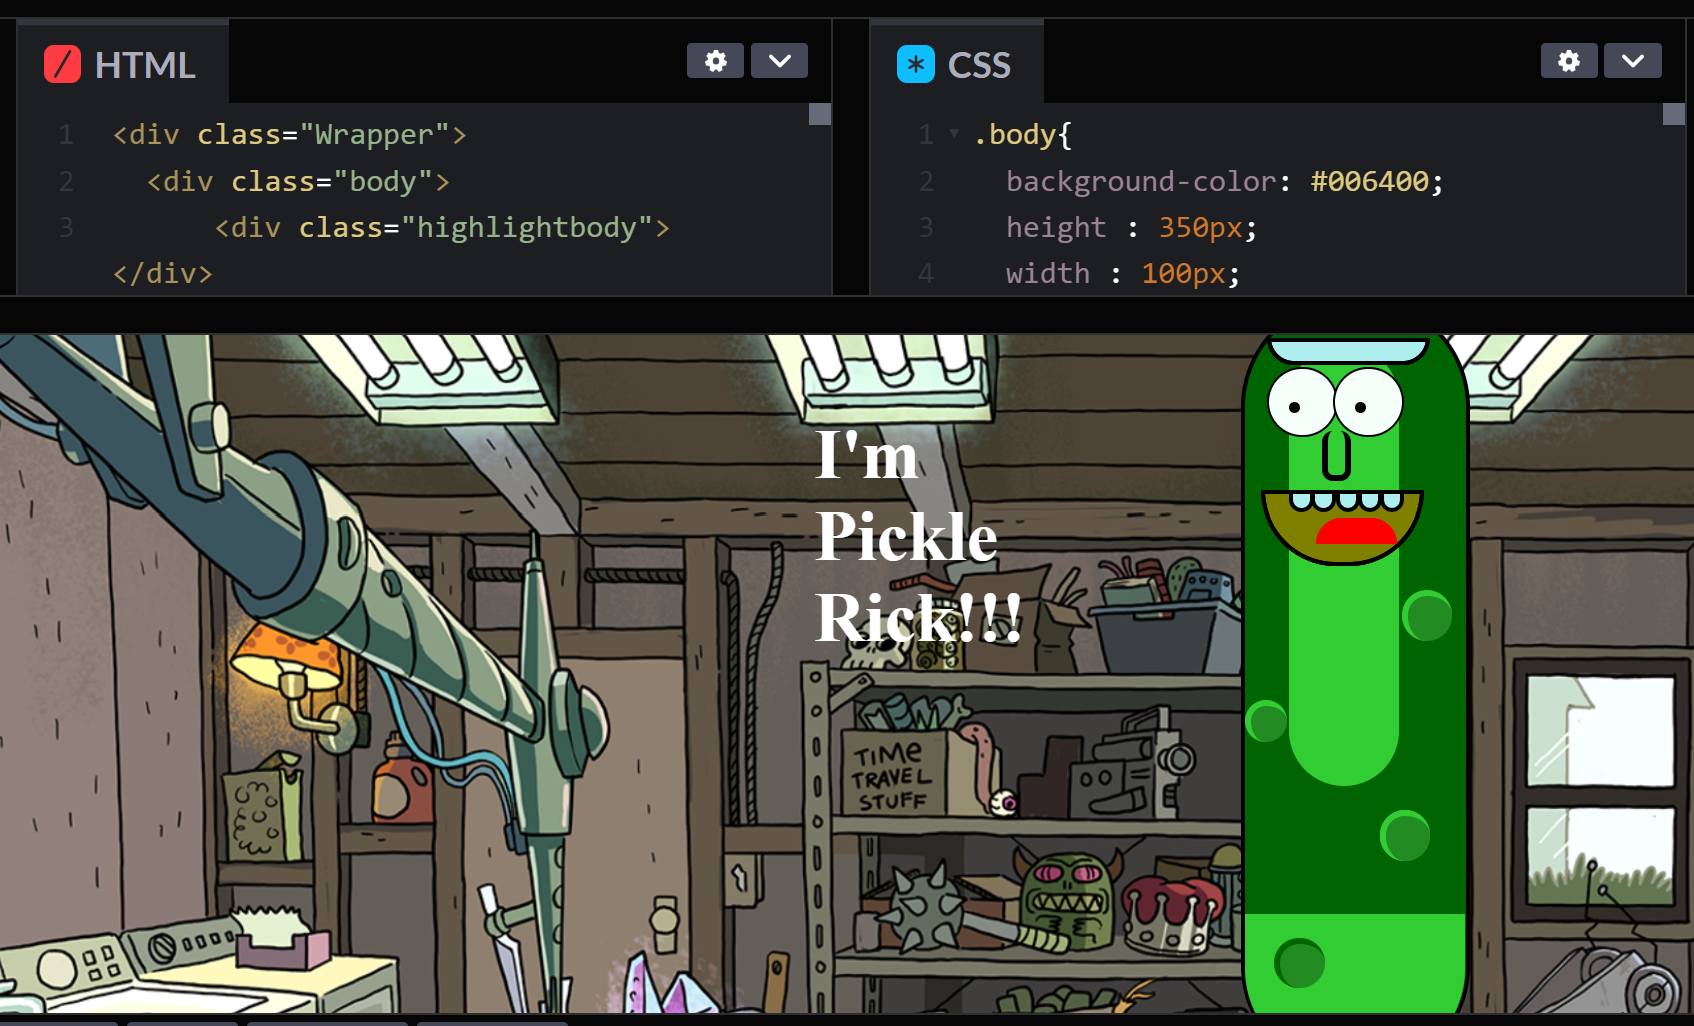 HTML
1 <div class="Wrapper">
2 <div class="body">
3 <div class="highlightbody">
</div>
CSS
1 .body{
2 background-color: #006400;
3 height : 350px;
4 width : 100px;
I'm
Pickle
Rick!!!
TIME
TRAVEL
STUFF